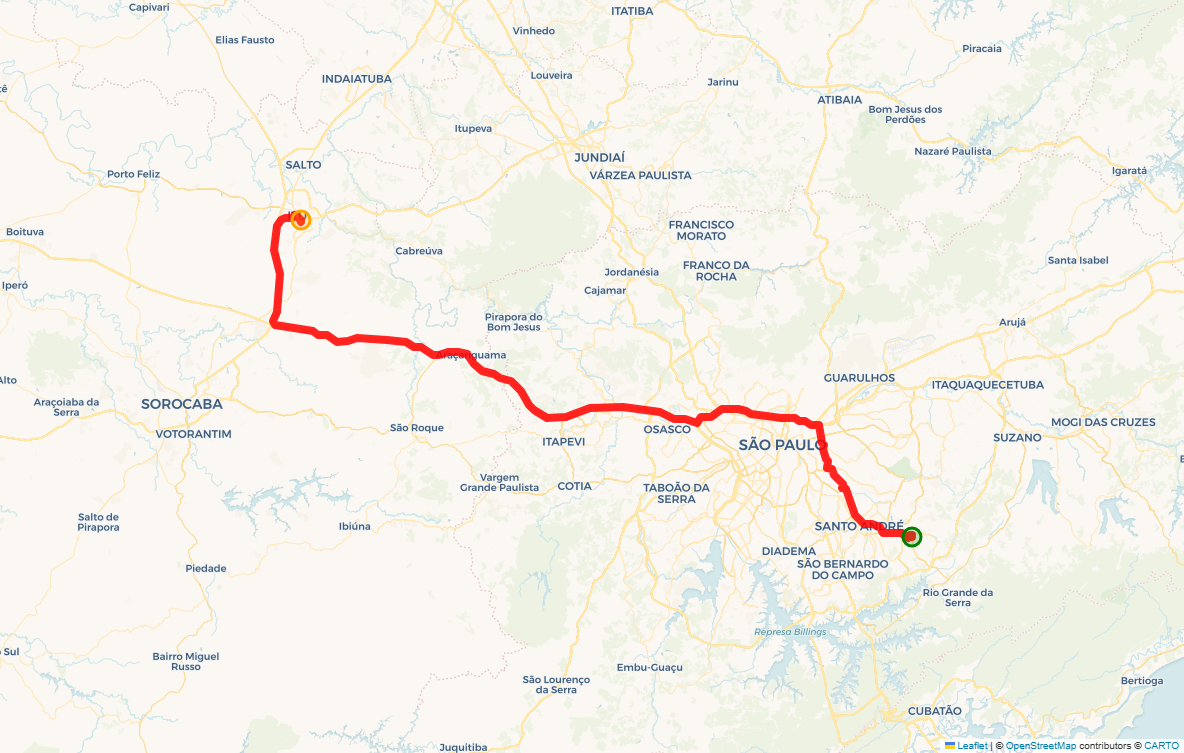 Capivari
ITATIBA
Elias Fausto
Vinhedo
Piracaia
INDAIATUBA
Louveira
Jarinu
ATIBAIA
Bom Jesus dos
Perdões
Itupeva
Nazaré Paulista
SALTO
JUNDIAÍ
VÁRZEA PAULISTA
Porto Feliz
Igaratá
Boituva
FRANCISCO
MORATO
Cabreúva
Santa Isabel
Jordanésia
FRANCO DA
ROCHA
Iperó
Cajamar
Pirapora do
Bom Jesus
Arujá
Araçariguama
GUARULHOS
ITAQUAQUECETUBA
Alto
Araçoiaba da
Serra
SOROCABA
VOTORANTIM
São Roque
OSASCO
ITAPEVI
SÃO PAULO
SUZANO
MOGI DAS CRUZES
Vargem
Grande Paulista
COTIA
TABOÃO DA
SERRA
Salto de
Pirapora
Ibiúna
SANTO ANDRÉ
DIADEMA
SÃO BERNARDO
DO CAMPO
Piedade
Rio Grande da
Serra
Represa Billings
Sul
Bairro Miguel
Russo
Embu-Guaçu
São Lourenço
da Serra
Bertioga
CUBATÃO
Juquitiba
Leaflet | © OpenStreetMap contributors © CARTO